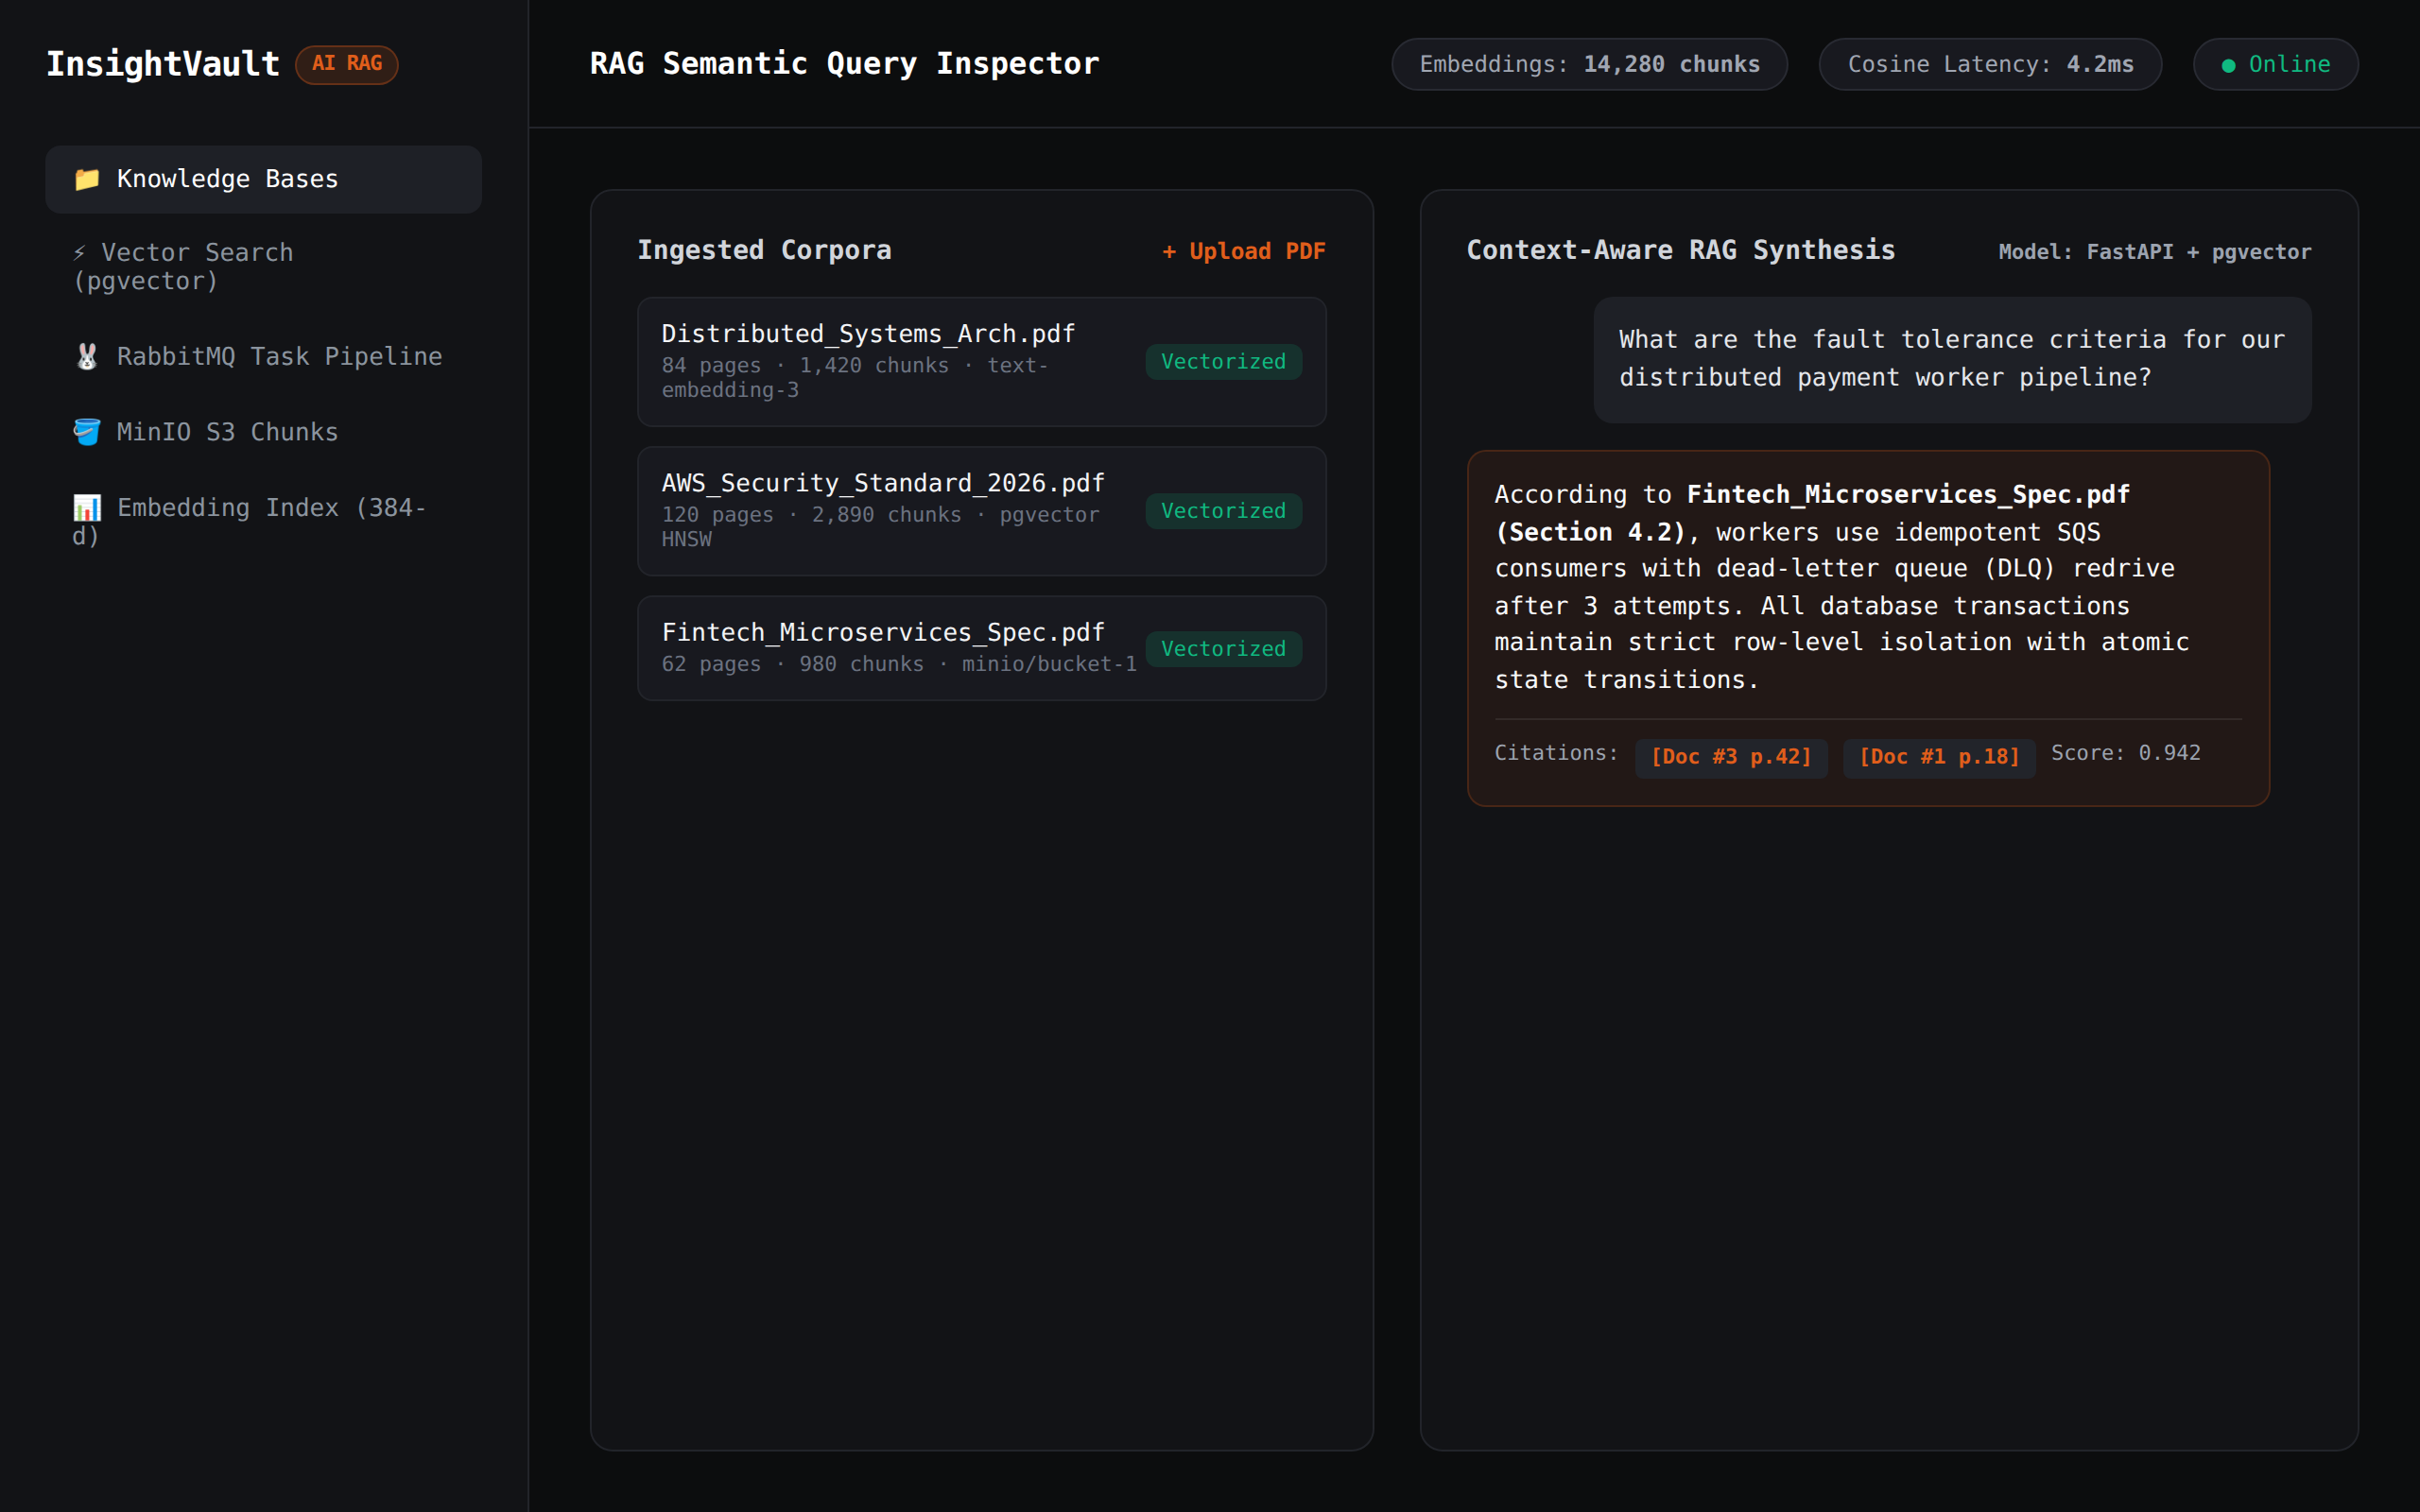 InsightVault AI RAG
📁 Knowledge Bases
⚡ Vector Search
(pgvector)
🐰 RabbitMQ Task Pipeline
🪣 MinIO S3 Chunks
📊 Embedding Index (384-
d)
RAG Semantic Query Inspector
Embeddings: 14,280 chunks
Cosine Latency: 4.2ms
● Online
Ingested Corpora
+ Upload PDF
Distributed_Systems_Arch.pdf
84 pages · 1,420 chunks · text-
embedding-3
Vectorized
AWS_Security_Standard_2026.pdf
120 pages · 2,890 chunks · pgvector
HNSW
Vectorized
Fintech_Microservices_Spec.pdf
62 pages · 980 chunks · minio/bucket-1
Vectorized
Context-Aware RAG Synthesis
Model: FastAPI + pgvector
What are the fault tolerance criteria for our
distributed payment worker pipeline?
According to Fintech_Microservices_Spec.pdf
(Section 4.2), workers use idempotent SQS
consumers with dead-letter queue (DLQ) redrive
after 3 attempts. All database transactions
maintain strict row-level isolation with atomic
state transitions.
Citations: [Doc #3 p.42] [Doc #1 p.18] Score: 0.942